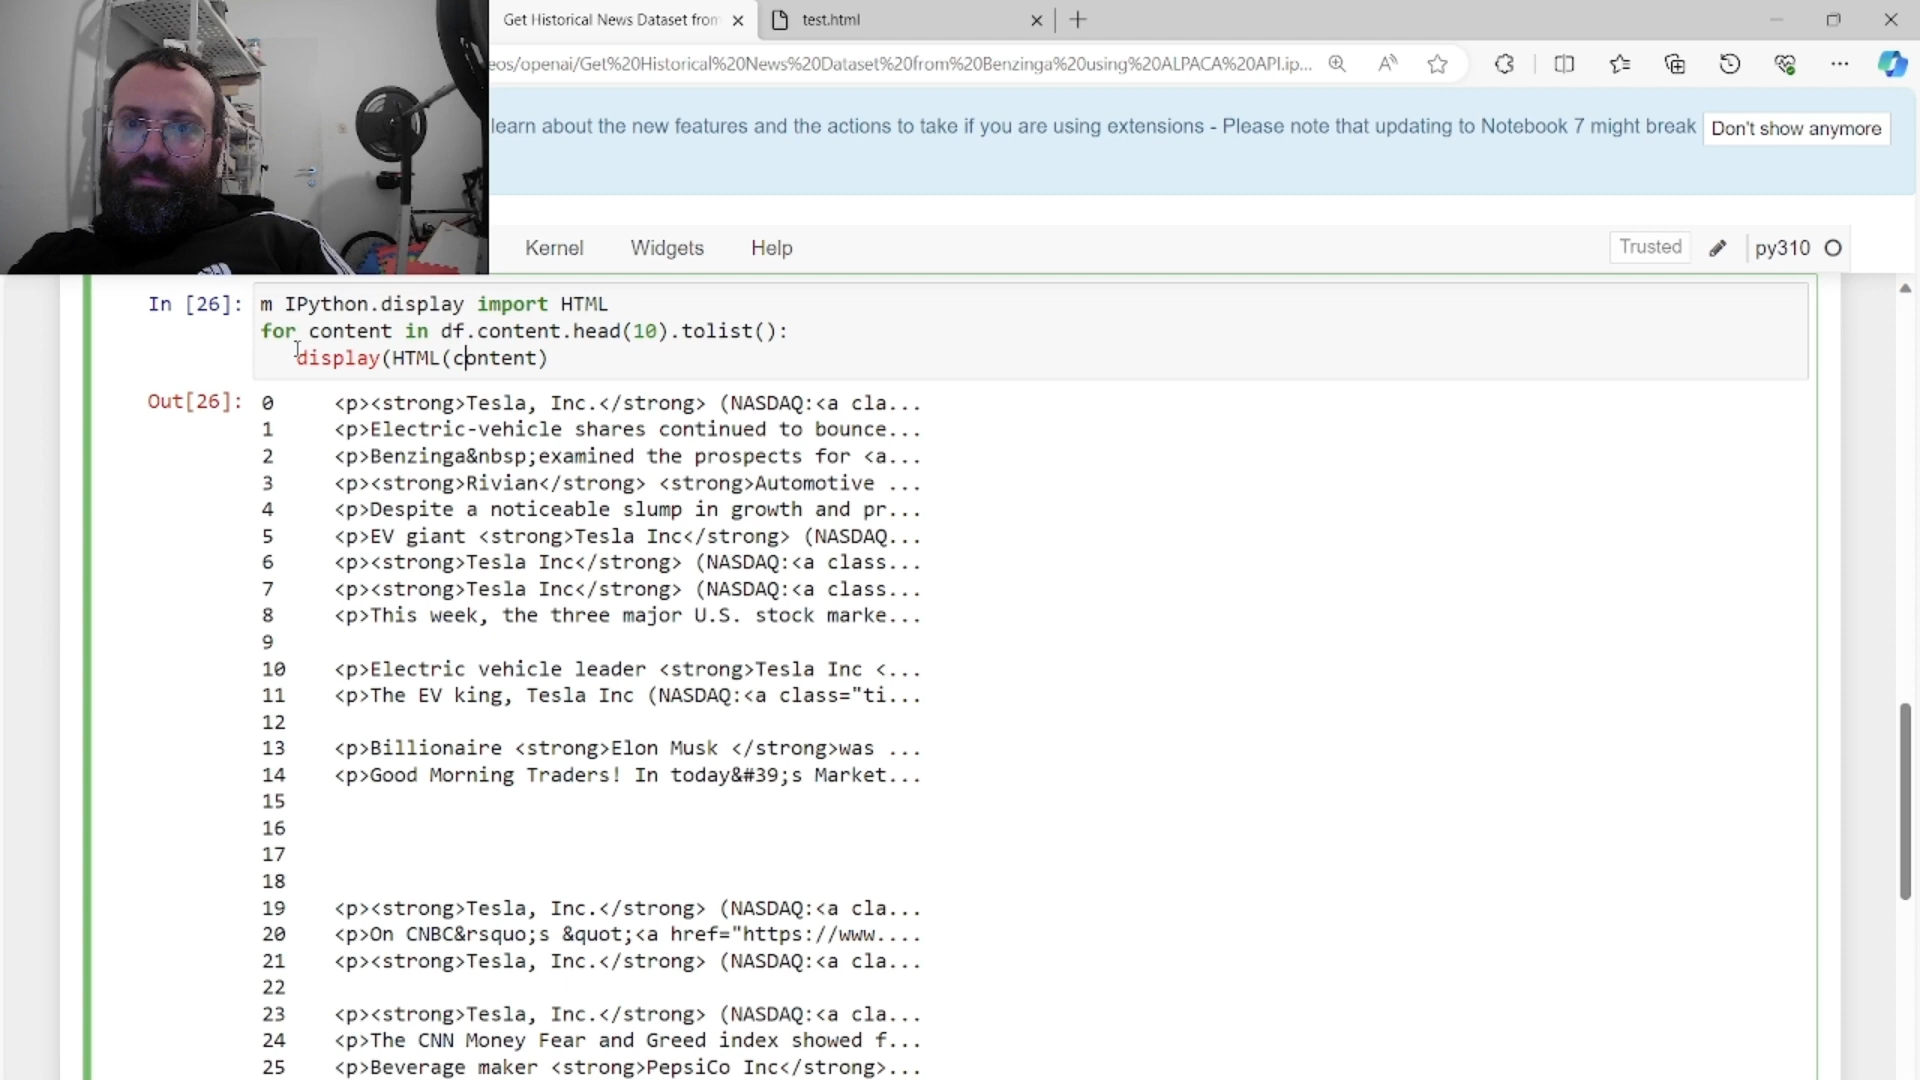 Get Historical News Dataset from
test.html
eos/openai/Get%20Historical%20News%20Dataset%20from%20Benzinga%20using%20ALPACA%20API.ip...
learn about the new features and the actions to take if you are using extensions - Please note that updating to Notebook 7 might break
Don't show anymore
Kernel
Widgets
Help
Trusted
py310
In [26]: m IPython.display import HTML
for content in df.content.head(10).tolist():
display(HTML(content)
Out[26]: 0 <p><strong>Tesla, Inc.</strong> (NASDAQ:<a cla...
1 <p>Electric-vehicle shares continued to bounce...
2 <p>Benzinga&nbsp;examined the prospects for <a...
3 <p><strong>Rivian</strong> <strong>Automotive ...
4 <p>Despite a noticeable slump in growth and pr...
5 <p>EV giant <strong>Tesla Inc</strong> (NASDAQ...
6 <p><strong>Tesla Inc</strong> (NASDAQ:<a class...
7 <p><strong>Tesla Inc</strong> (NASDAQ:<a class...
8 <p>This week, the three major U.S. stock marke...
9
10 <p>Electric vehicle leader <strong>Tesla Inc <...
11 <p>The EV king, Tesla Inc (NASDAQ:<a class="ti...
12
13 <p>Billionaire <strong>Elon Musk </strong>was ...
14 <p>Good Morning Traders! In today&#39;s Market...
15
16
17
18
19 <p><strong>Tesla, Inc.</strong> (NASDAQ:<a cla...
20 <p>On CNBC&rsquo;s &quot;<a href="https://www....
21 <p><strong>Tesla, Inc.</strong> (NASDAQ:<a cla...
22
23 <p><strong>Tesla, Inc.</strong> (NASDAQ:<a cla...
24 <p>The CNN Money Fear and Greed index showed f...
25 <p>Beverage maker <strong>PepsiCo Inc</strong>...